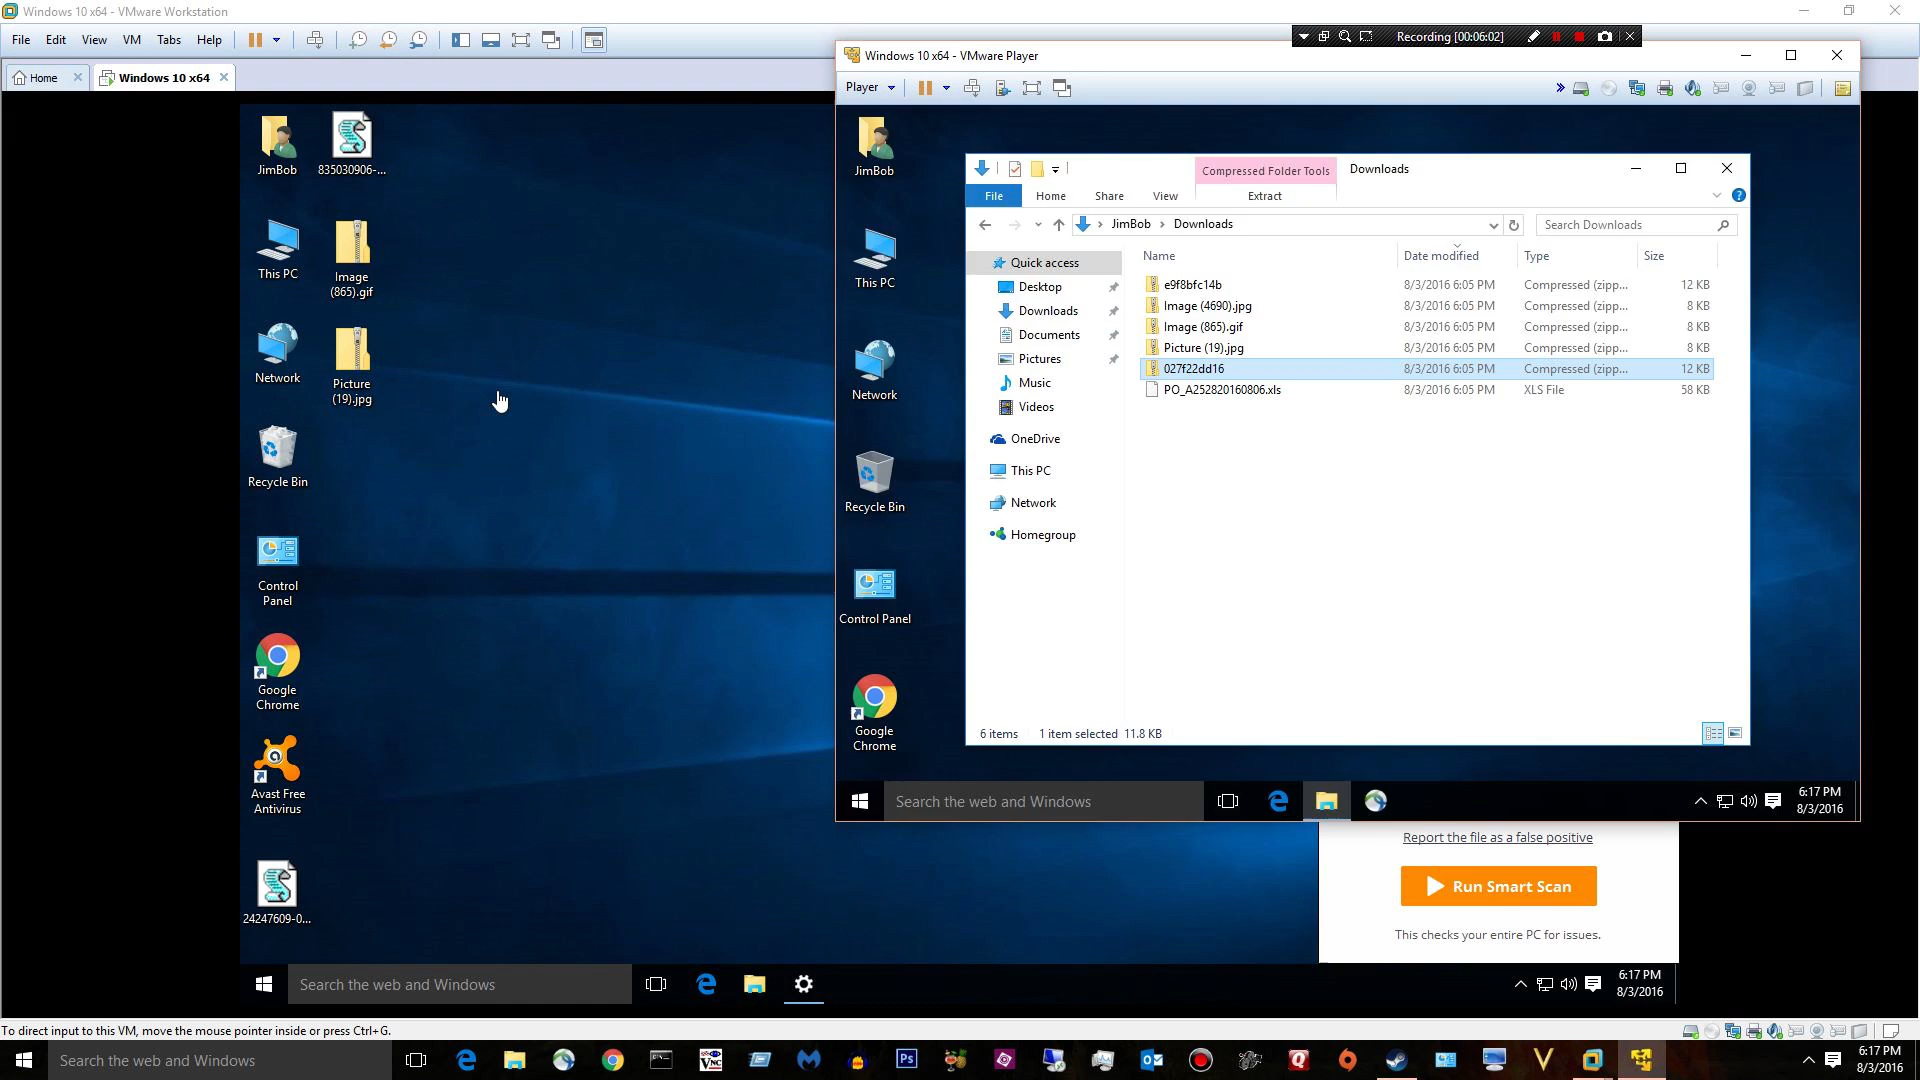 Windows 10 x64 - VMware Workstation
File Edit View VM Tabs Help
Recording [00:06:02]
Home
Windows 10 x64
JimBob
835030906-...
This PC
Image
(865).gif
Network
Picture
(19).jpg
Recycle Bin
Control
Panel
Google
Chrome
Avast Free
Antivirus
24247609-0...
Windows 10 x64 - VMware Player
Player
JimBob
This PC
Network
Recycle Bin
Control Panel
Google
Chrome
Compressed Folder Tools
Downloads
File Home Share View Extract
JimBob Downloads
Search Downloads
Quick access
Desktop
Downloads
Documents
Pictures
Music
Videos
OneDrive
This PC
Network
Homegroup
Name Date modified Type Size
e9f8bfc14b 8/3/2016 6:05 PM Compressed (zipp... 12 KB
Image (4690).jpg 8/3/2016 6:05 PM Compressed (zipp... 8 KB
Image (865).gif 8/3/2016 6:05 PM Compressed (zipp... 8 KB
Picture (19).jpg 8/3/2016 6:05 PM Compressed (zipp... 8 KB
027f22dd16 8/3/2016 6:05 PM Compressed (zipp... 12 KB
PO_A252820160806.xls 8/3/2016 6:05 PM XLS File 58 KB
6 items 1 item selected 11.8 KB
Search the web and Windows
6:17 PM
8/3/2016
Report the file as a false positive
Run Smart Scan
This checks your entire PC for issues.
Search the web and Windows
6:17 PM
8/3/2016
To direct input to this VM, move the mouse pointer inside or press Ctrl+G.
Search the web and Windows
Ps
6:17 PM
8/3/2016